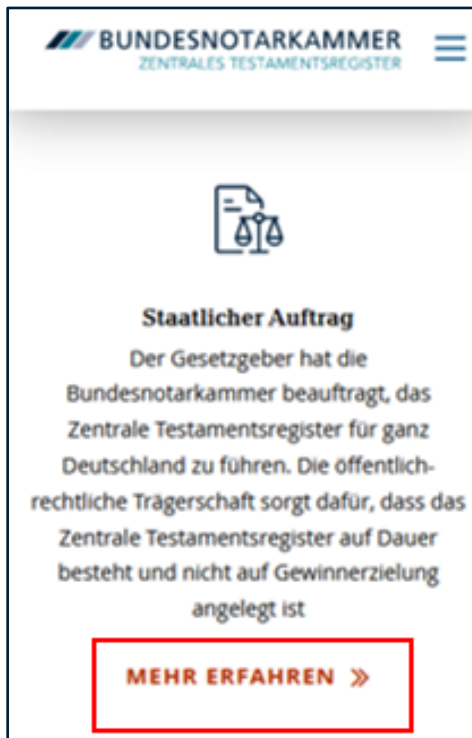 BUNDESNOTARKAMMER
ZENTRALES TESTAMENTSREGISTER
Staatlicher Auftrag
Der Gesetzgeber hat die
Bundesnotarkammer beauftragt, das
Zentrale Testamentsregister für ganz
Deutschland zu führen. Die öffentlich-
rechtliche Trägerschaft sorgt dafür, dass das
Zentrale Testamentsregister auf Dauer
besteht und nicht auf Gewinnerzielung
angelegt ist
MEHR ERFAHREN »